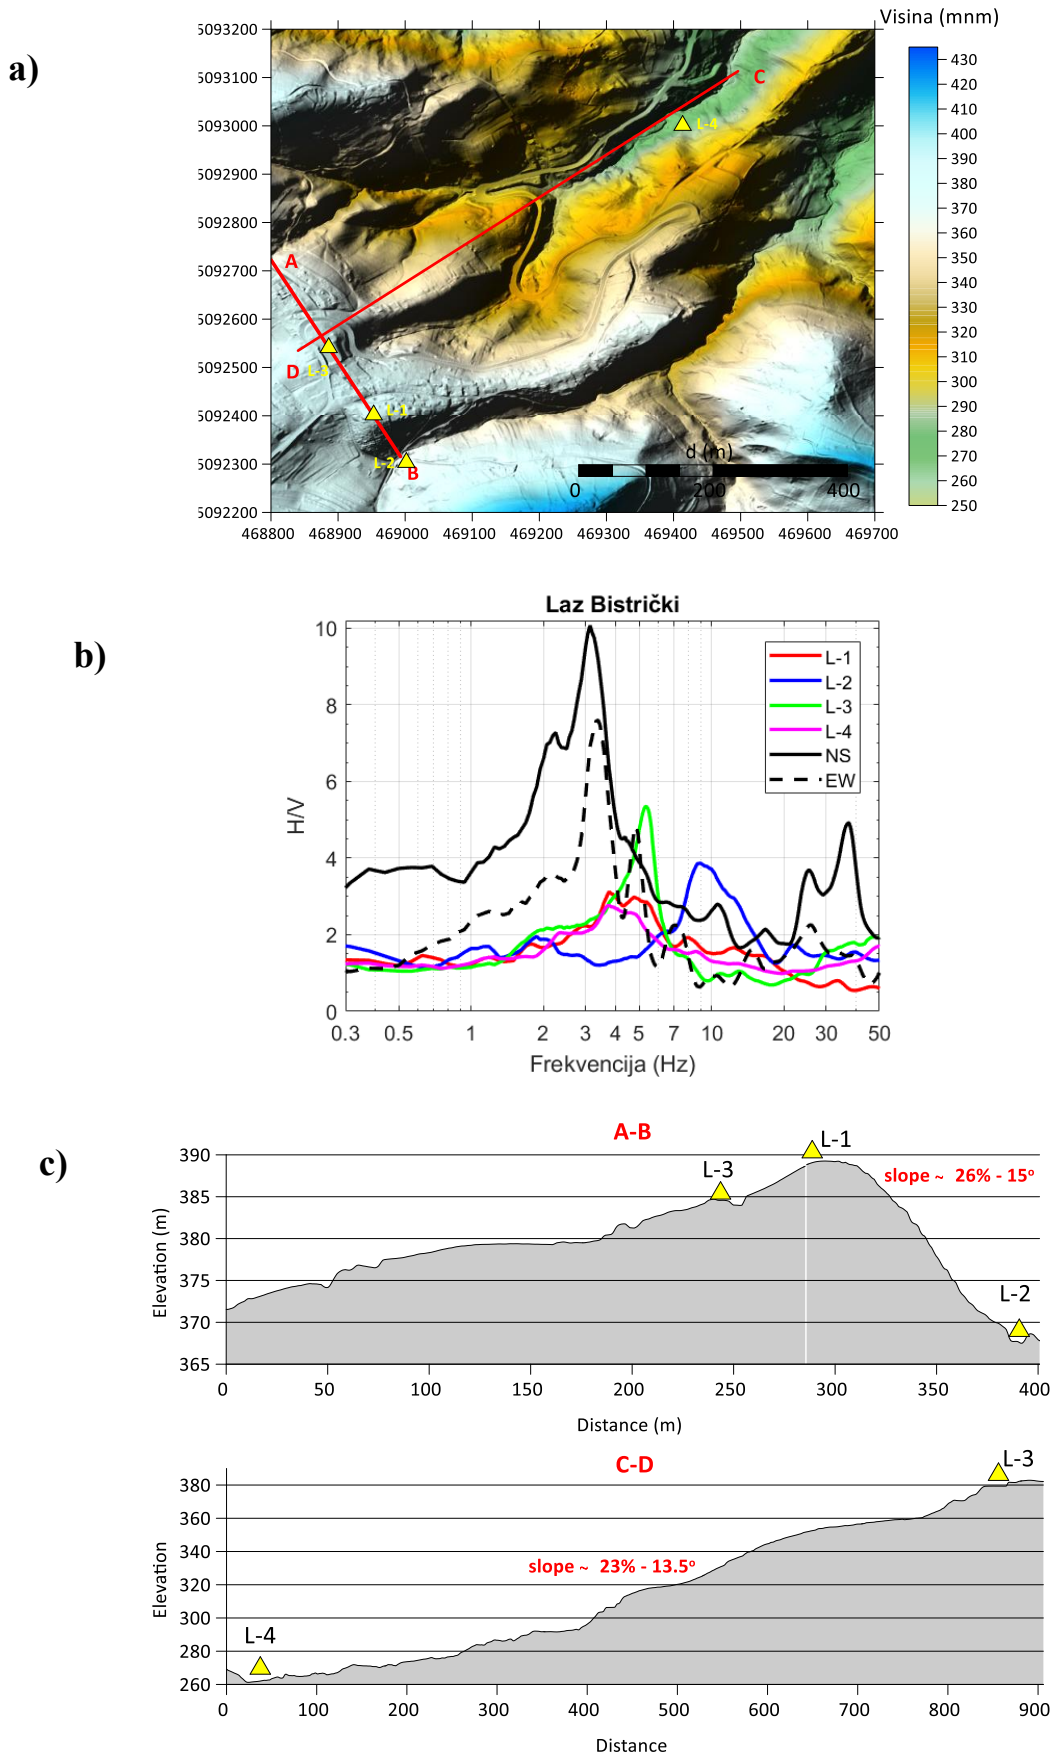 a)
Visina (mnm)
5093200
5093100
5093000
5092900
5092800
5092700
5092600
5092500
5092400
5092300
5092200
468800 468900 469000 469100 469200 469300 469400 469500 469600 469700
A
C
L-4
D
L-3
L-1
L-2
B
d (m)
0 200 400
430
420
410
400
390
380
370
360
350
340
330
320
310
300
290
280
270
260
250
b)
Laz Bistrički
H/V
10
8
6
4
2
0
0.3 0.5 1 2 3 4 5 7 10 20 30 50
Frekvencija (Hz)
L-1
L-2
L-3
L-4
NS
EW
c)
A-B
L-1
L-3
slope ~ 26% - 15º
L-2
Elevation (m)
390
385
380
375
370
365
0 50 100 150 200 250 300 350 400
Distance (m)
C-D
L-3
slope ~ 23% - 13.5º
L-4
Elevation
380
360
340
320
300
280
260
0 100 200 300 400 500 600 700 800 900
Distance